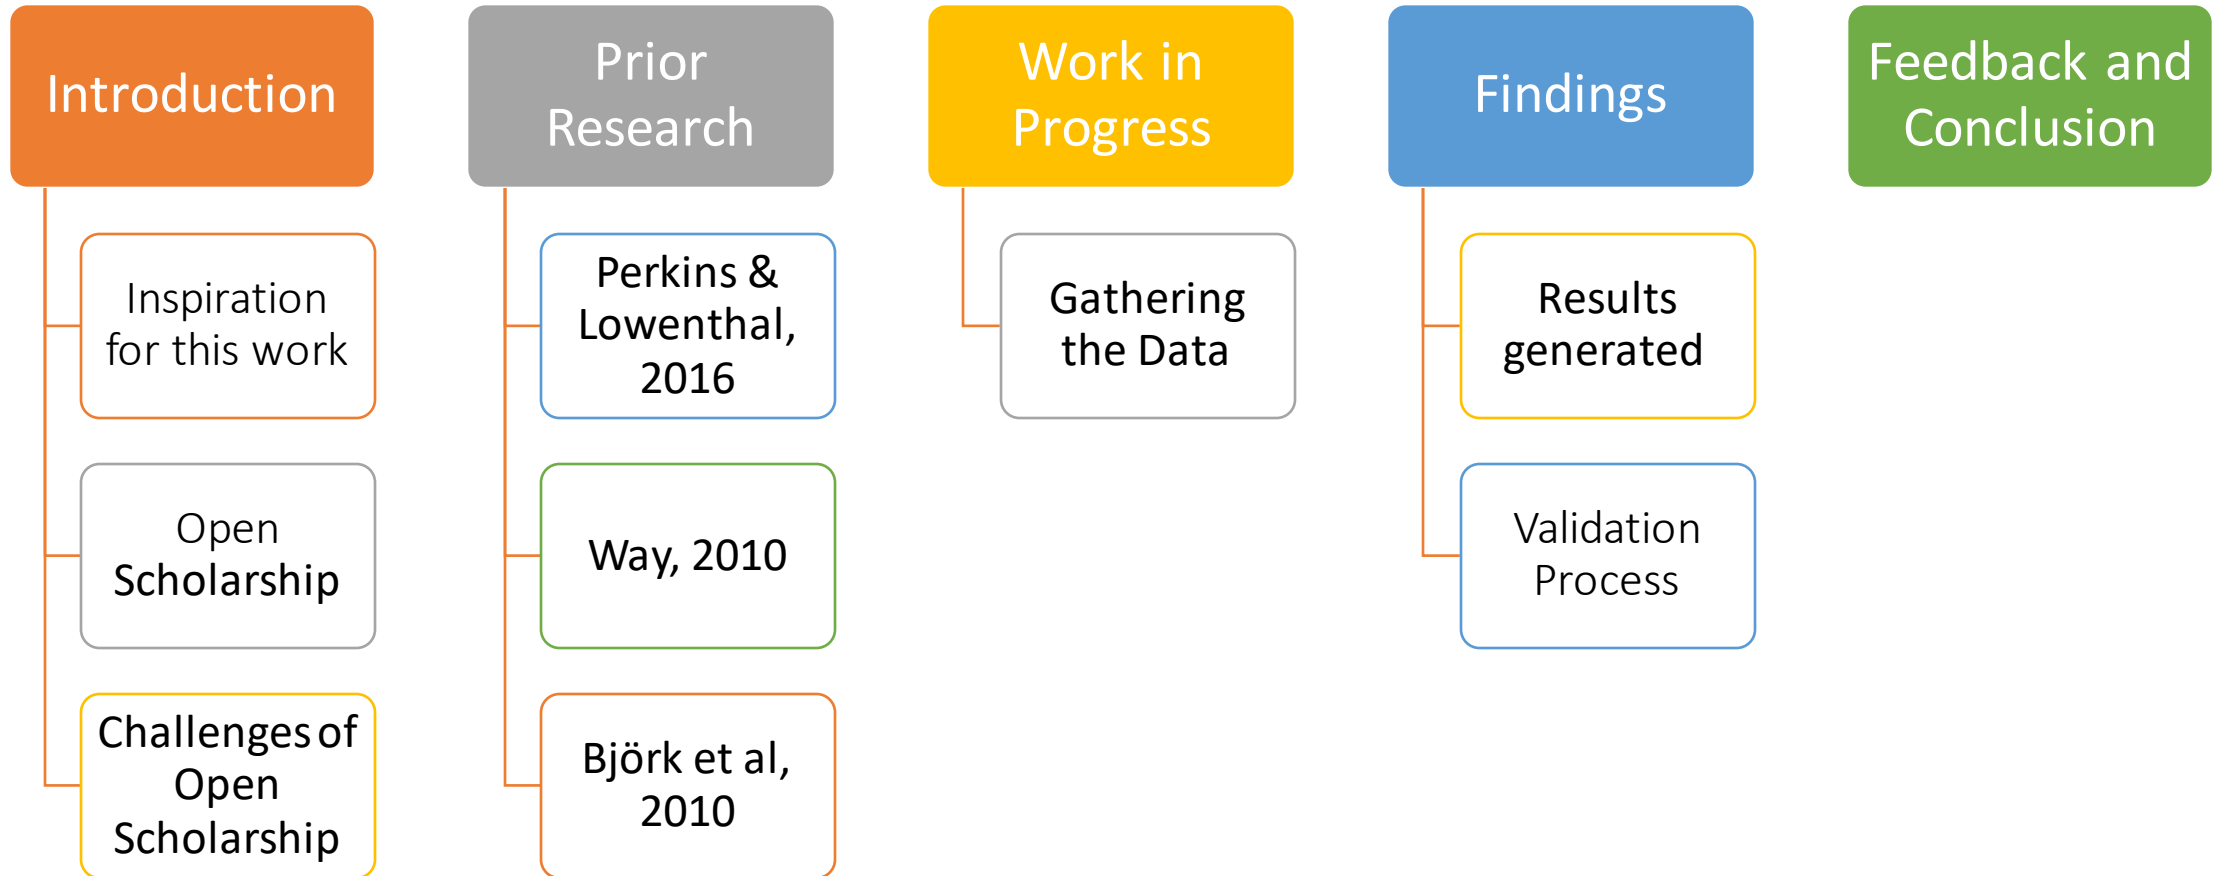 Introduction
Inspiration
for this work
Open
Scholarship
Challenges of
Open
Scholarship
Prior
Research
Perkins &
Lowenthal,
2016
Way, 2010
Björk et al,
2010
Work in
Progress
Gathering
the Data
Findings
Results
generated
Validation
Process
Feedback and
Conclusion